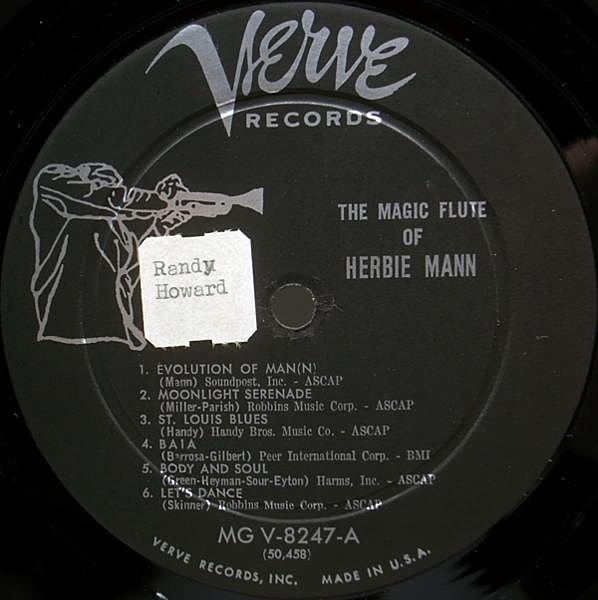 Verve
RECORDS
THE MAGIC FLUTE
OF
HERBIE MANN
Randy
Howard
1. EVOLUTION OF MAN(N)
(Mann) Soundpost, Inc. - ASCAP
2. MOONLIGHT SERENADE
(Miller-Parish) Robbins Music Corp. - ASCAP
3. ST. LOUIS BLUES
(Handy) Handy Bros. Music Co. - ASCAP
4. BAIA
(Barrosa-Gilbert) Peer International Corp. - BMI
5. BODY AND SOUL
(Green-Heyman-Sour-Eyton) Harms, Inc. - ASCAP
6. LET'S DANCE
(Skinner) Robbins Music Corp. - ASCAP
MG V-8247-A
(50,458)
VERVE RECORDS, INC. MADE IN U.S.A.